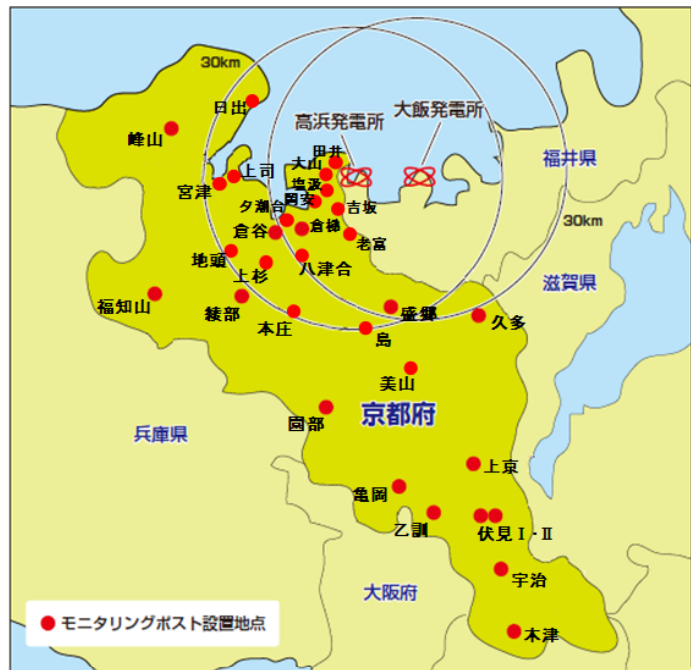 30km
日出
峰山
高浜発電所
大飯発電所
田井
大山
福井県
上司
塩汲
宮津
岡安
夕潮台
吉坂
倉梯
30km
倉谷
老富
地頭
八津合
上杉
滋賀県
福知山
綾部
盛郷
本庄
久多
島
美山
園部
京都府
兵庫県
上京
亀岡
乙訓
伏見Ⅰ・Ⅱ
宇治
大阪府
モニタリングポスト設置地点
木津